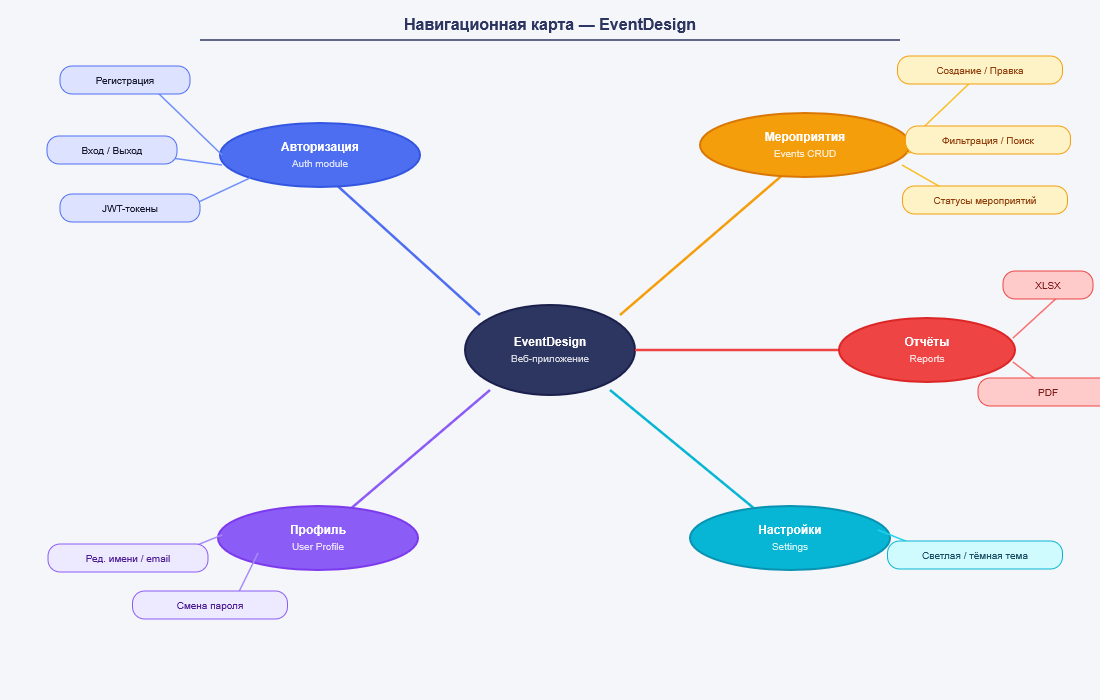 Навигационная карта — EventDesign
Регистрация
Вход / Выход
JWT-токены
Авторизация
Auth module
Мероприятия
Events CRUD
Создание / Правка
Фильтрация / Поиск
Статусы мероприятий
EventDesign
Веб-приложение
Отчёты
Reports
XLSX
PDF
Профиль
User Profile
Ред. имени / email
Смена пароля
Настройки
Settings
Светлая / тёмная тема